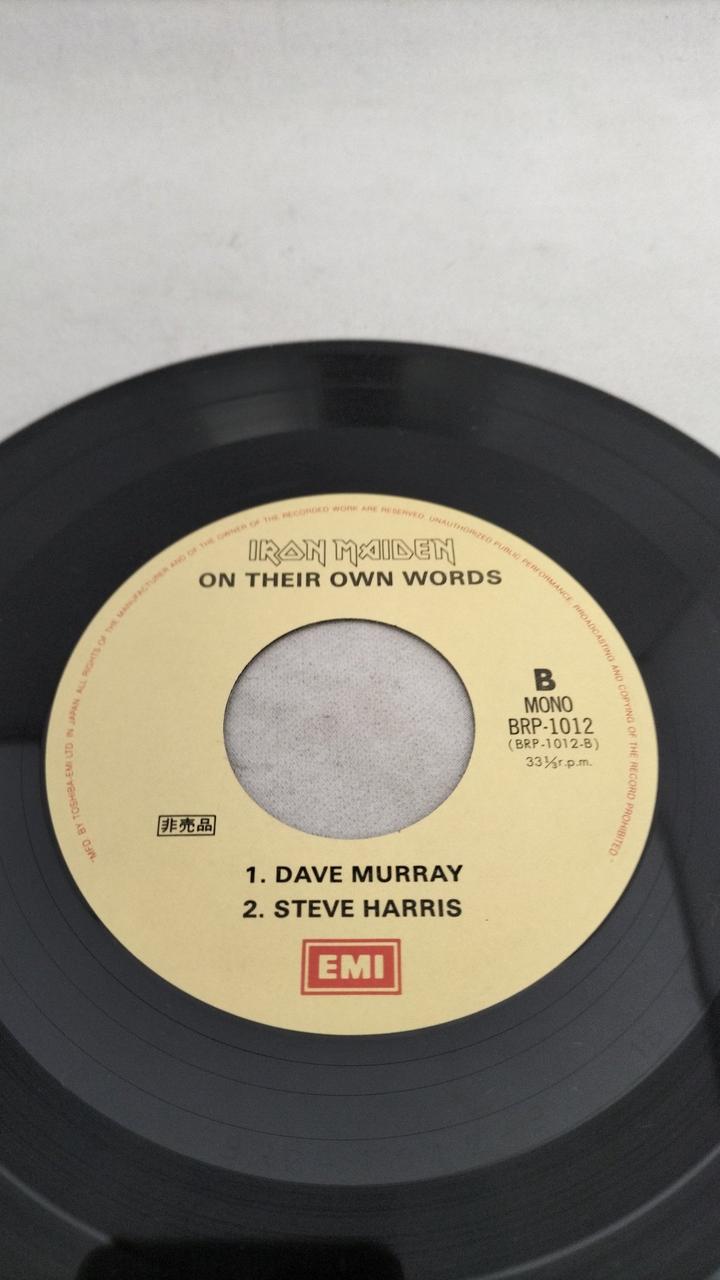 "MFD. BY TOSHIBA-EMI LTD. IN JAPAN. ALL RIGHTS OF THE MANUFACTURER AND OF THE OWNER OF THE RECORDED WORK ARE RESERVED. UNAUTHORIZED PUBLIC PERFORMANCE, BROADCASTING AND COPYING OF THE RECORD PROHIBITED."
IRON MAIDEN
ON THEIR OWN WORDS
B
MONO
BRP-1012
(BRP-1012-B)
33⅓r.p.m.
非売品
1. DAVE MURRAY
2. STEVE HARRIS
EMI